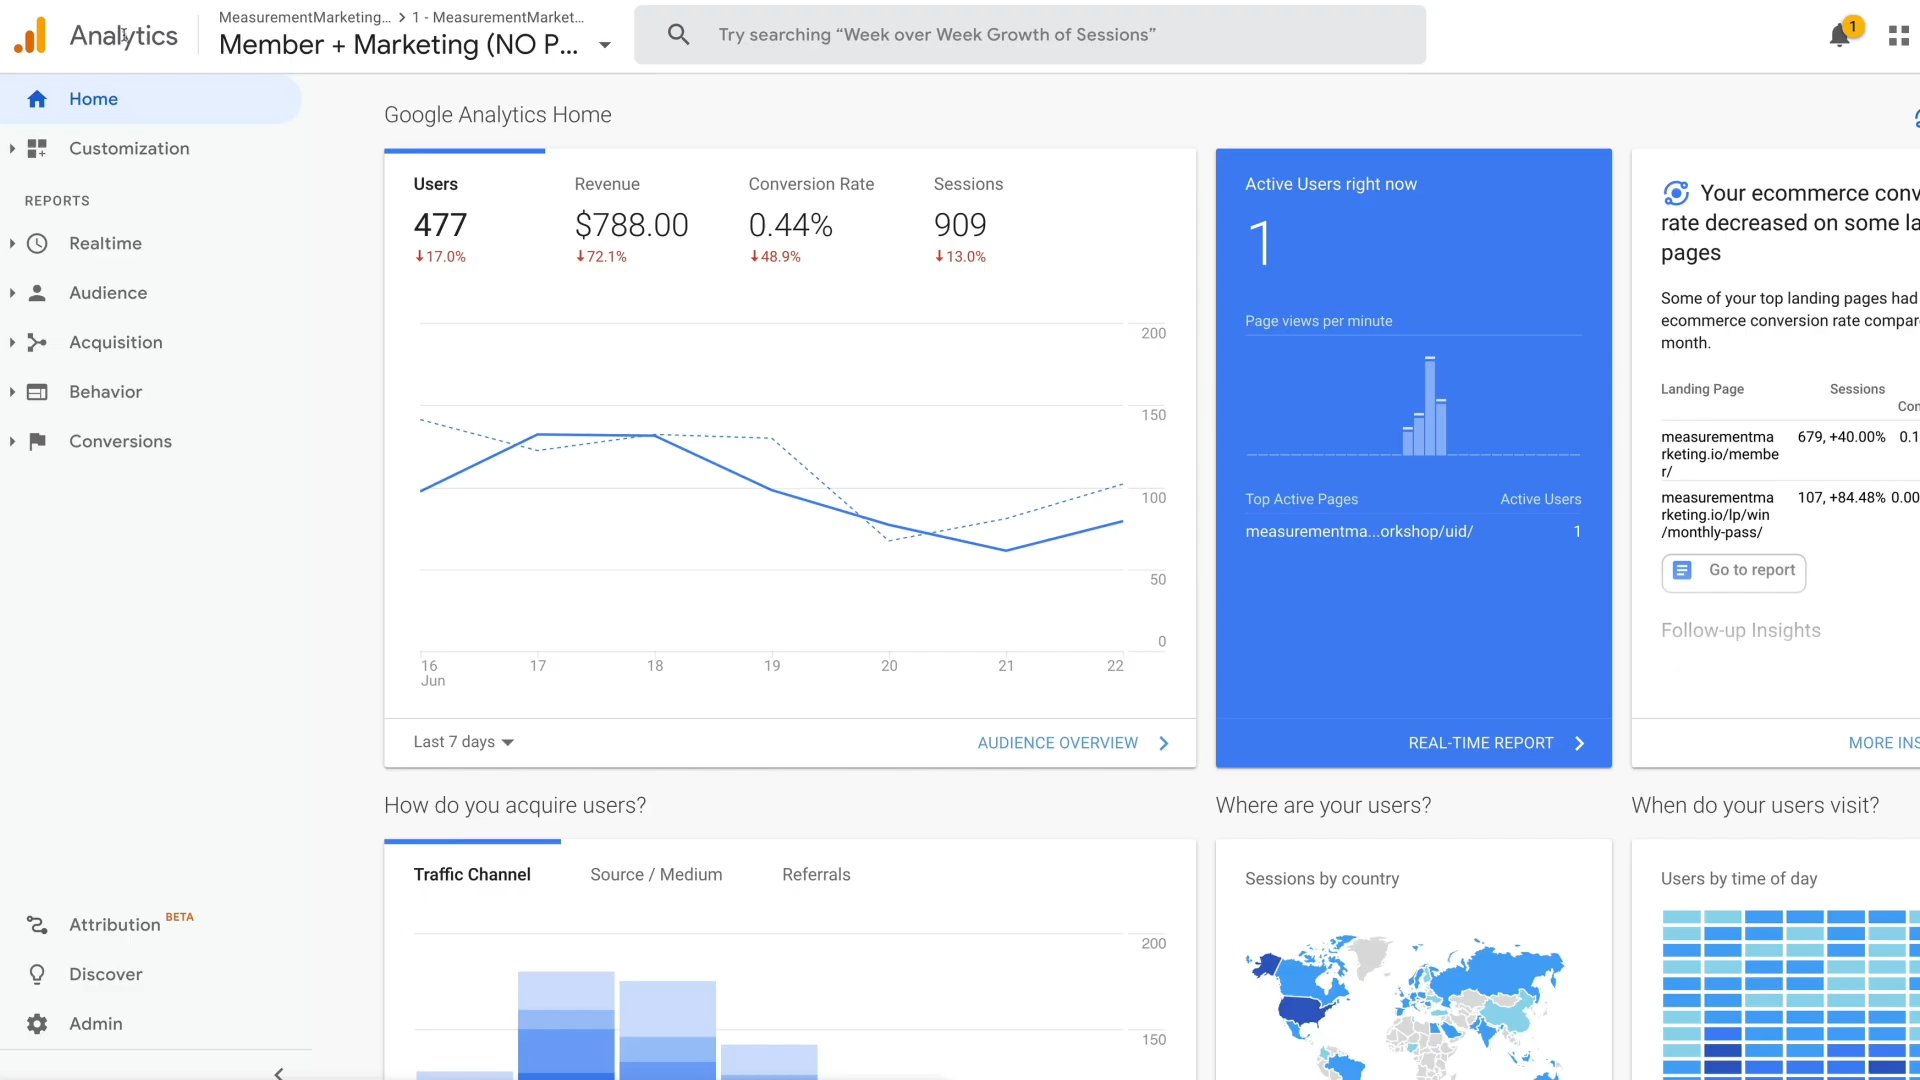 Analytics
MeasurementMarketing... > 1 - MeasurementMarket...
Member + Marketing (NO P...
Try searching “Week over Week Growth of Sessions”
1
Home
Customization
REPORTS
Realtime
Audience
Acquisition
Behavior
Conversions
Attribution BETA
Discover
Admin
Google Analytics Home
Users Revenue Conversion Rate Sessions
477 $788.00 0.44% 909
↓17.0% ↓72.1% ↓48.9% ↓13.0%
200
150
100
50
0
16 17 18 19 20 21 22
Jun
Last 7 days
AUDIENCE OVERVIEW
Active Users right now
1
Page views per minute
Top Active Pages Active Users
measurementma...orkshop/uid/ 1
REAL-TIME REPORT
Your ecommerce conv
rate decreased on some la
pages
Some of your top landing pages had
ecommerce conversion rate compar
month.
Landing Page Sessions
Con
measurementma 679, +40.00% 0.1
rketing.io/membe
r/
measurementma 107, +84.48% 0.00
rketing.io/lp/win
/monthly-pass/
Go to report
Follow-up Insights
MORE INS
How do you acquire users?
Traffic Channel Source / Medium Referrals
200
150
Where are your users?
Sessions by country
When do your users visit?
Users by time of day